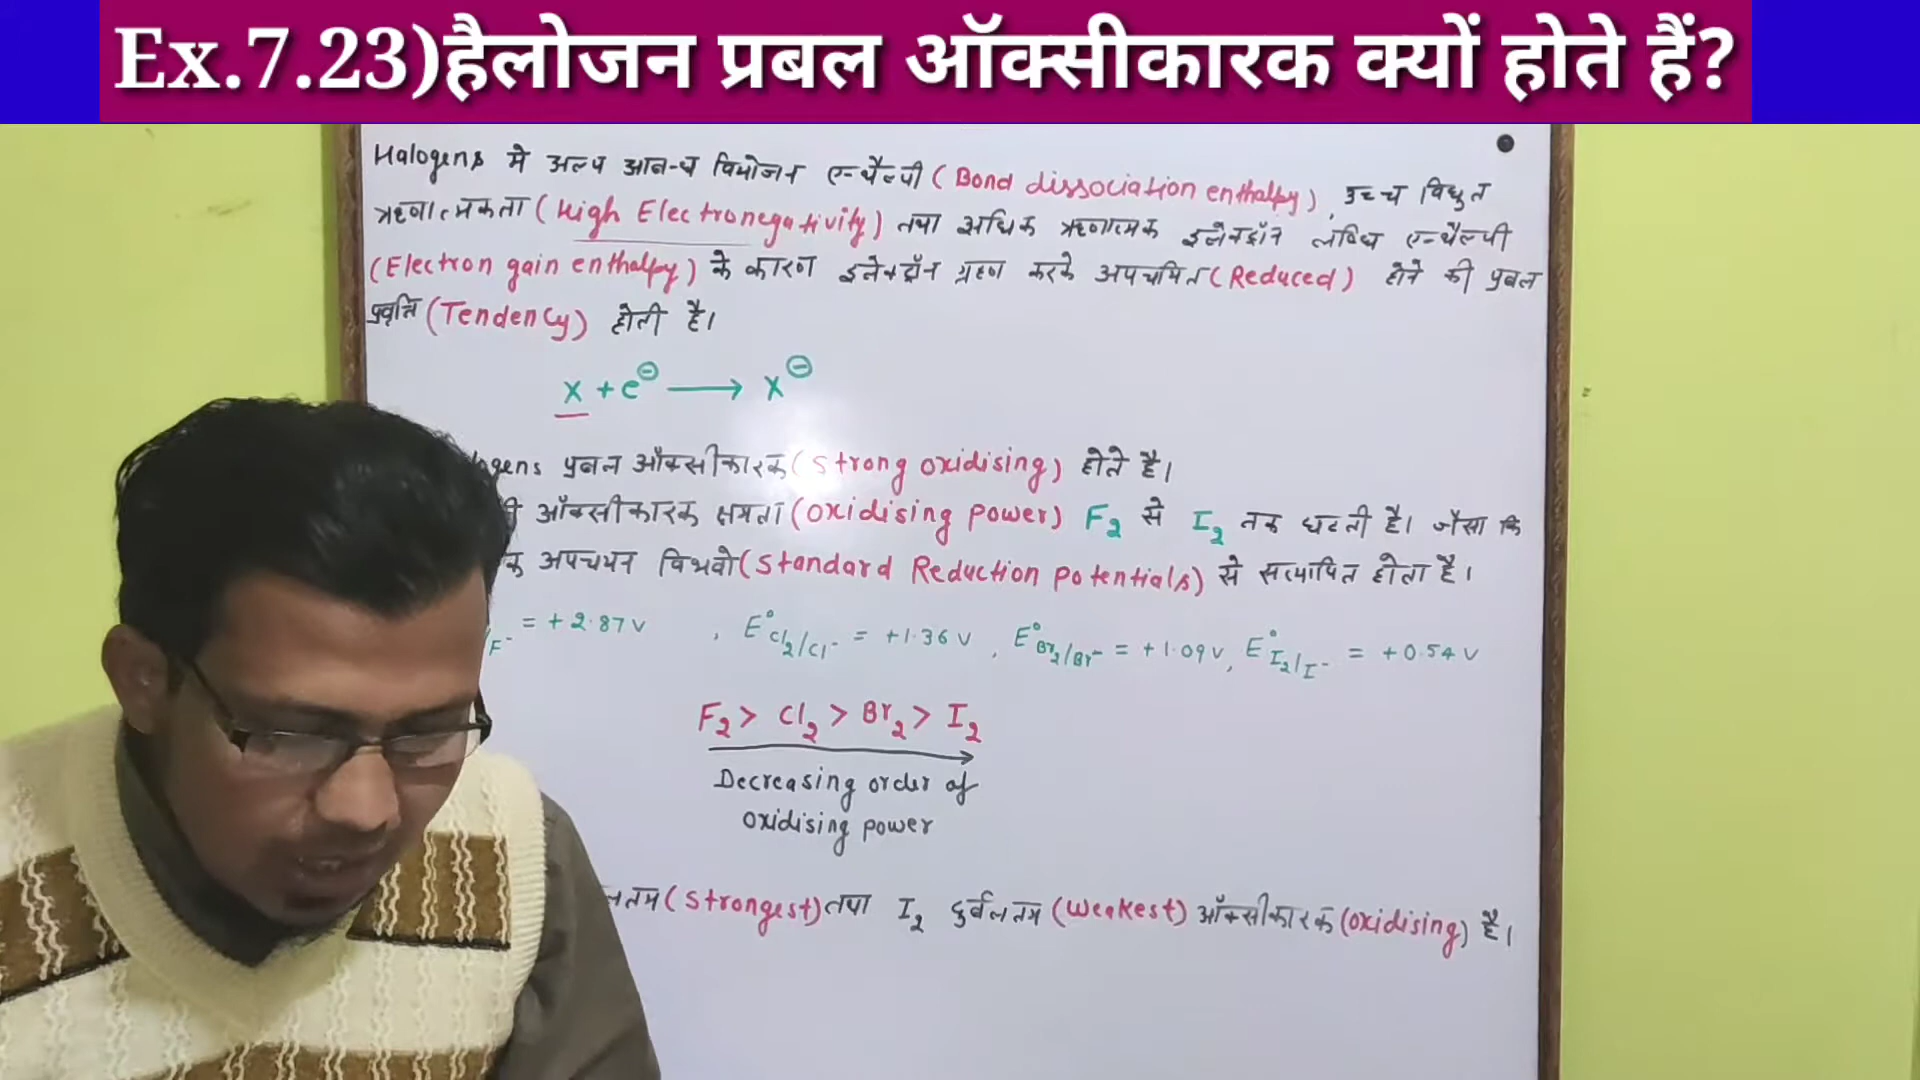 Ex.7.23)हैलोजन प्रबल ऑक्सीकारक क्यों होते हैं?
Halogens मे अल्प आबन्ध वियोजन एन्थैल्पी (Bond dissociation enthalpy), उच्च विद्युत
ऋणात्मकता (High Electronegativity) तथा अधिक ऋणात्मक इलेक्ट्रॉन लब्धि एन्थैल्पी
(Electron gain enthalpy) के कारण इलेक्ट्रॉन ग्रहण करके अपचयित (Reduced) होने की प्रबल
प्रवृत्ति (Tendency) होती है।
X + e⊖ ⟶ X⊖
gens प्रबल ऑक्सीकारक (Strong oxidising) होते है।
ऑक्सीकारक क्षमता (oxidising power) F₂ से I₂ तक घटती है। जैसा कि
क अपचयन विभवो (Standard Reduction potentials) से सत्यापित होता है।
/F⁻ = +2.87 V , E°Cl₂/Cl⁻ = +1.36 V , E°Br₂/Br⁻ = +1.09 V, E°I₂/I⁻ = +0.54 V
F₂ > Cl₂ > Br₂ > I₂
Decreasing order of
oxidising power
लतम (Strongest) तथा I₂ दुर्बलतम (Weakest) ऑक्सीकारक (oxidising) है।